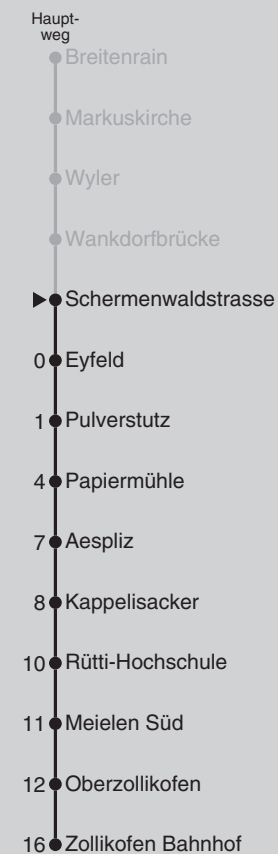 Haupt-
weg
Breitenrain
Markuskirche
Wyler
Wankdorfbrücke
Schermenwaldstrasse
0 Eyfeld
1 Pulverstutz
4 Papiermühle
7 Aespliz
8 Kappelisacker
10 Rütti-Hochschule
11 Meielen Süd
12 Oberzollikofen
16 Zollikofen Bahnhof